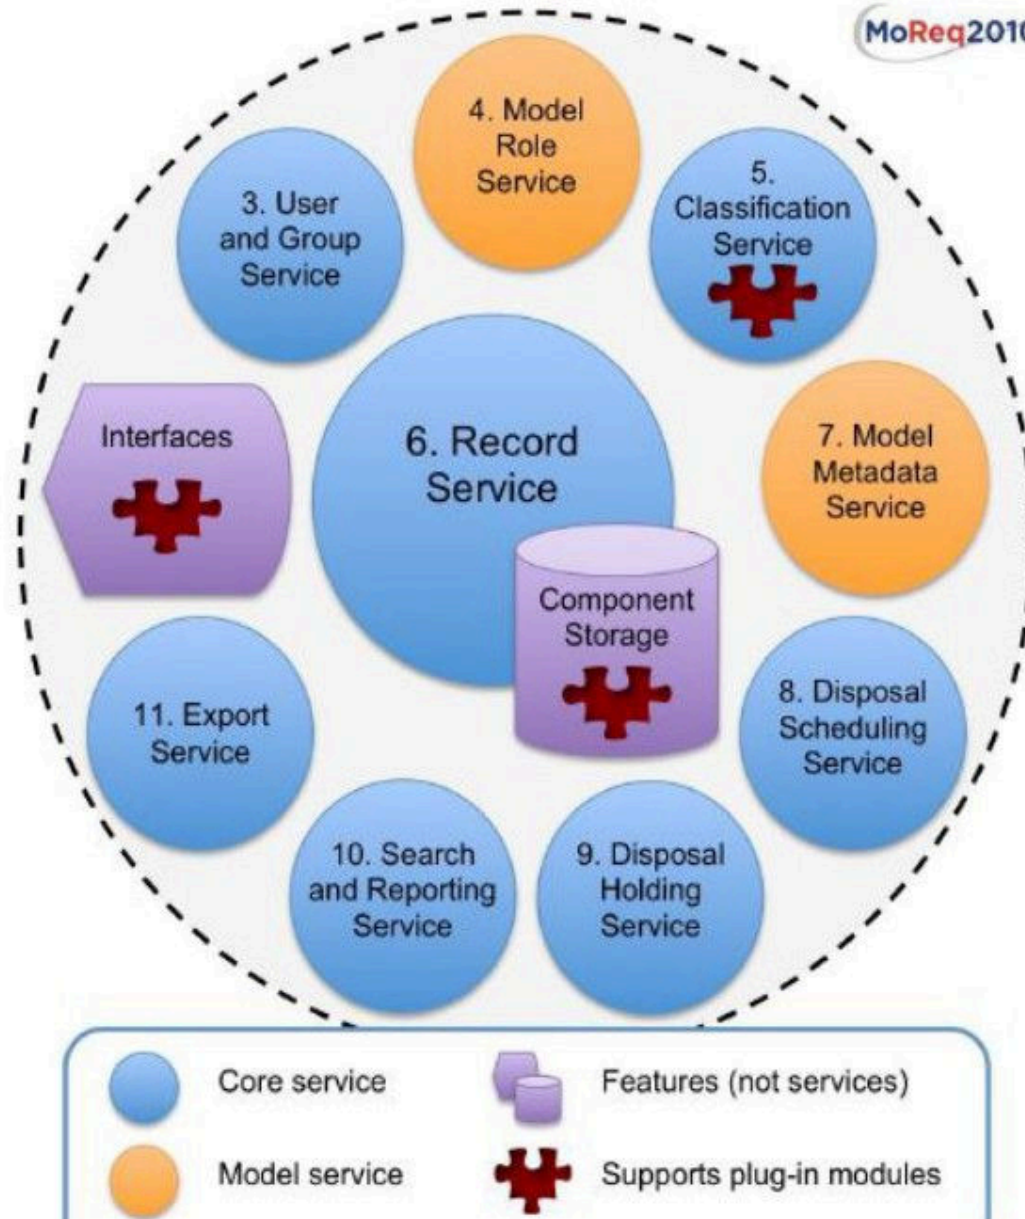 MoReq2010
4. Model
Role
Service
3. User
and Group
Service
5.
Classification
Service
Interfaces
6. Record
Service
7. Model
Metadata
Service
Component
Storage
11. Export
Service
8. Disposal
Scheduling
Service
10. Search
and Reporting
Service
9. Disposal
Holding
Service
Core service
Features (not services)
Model service
Supports plug-in modules